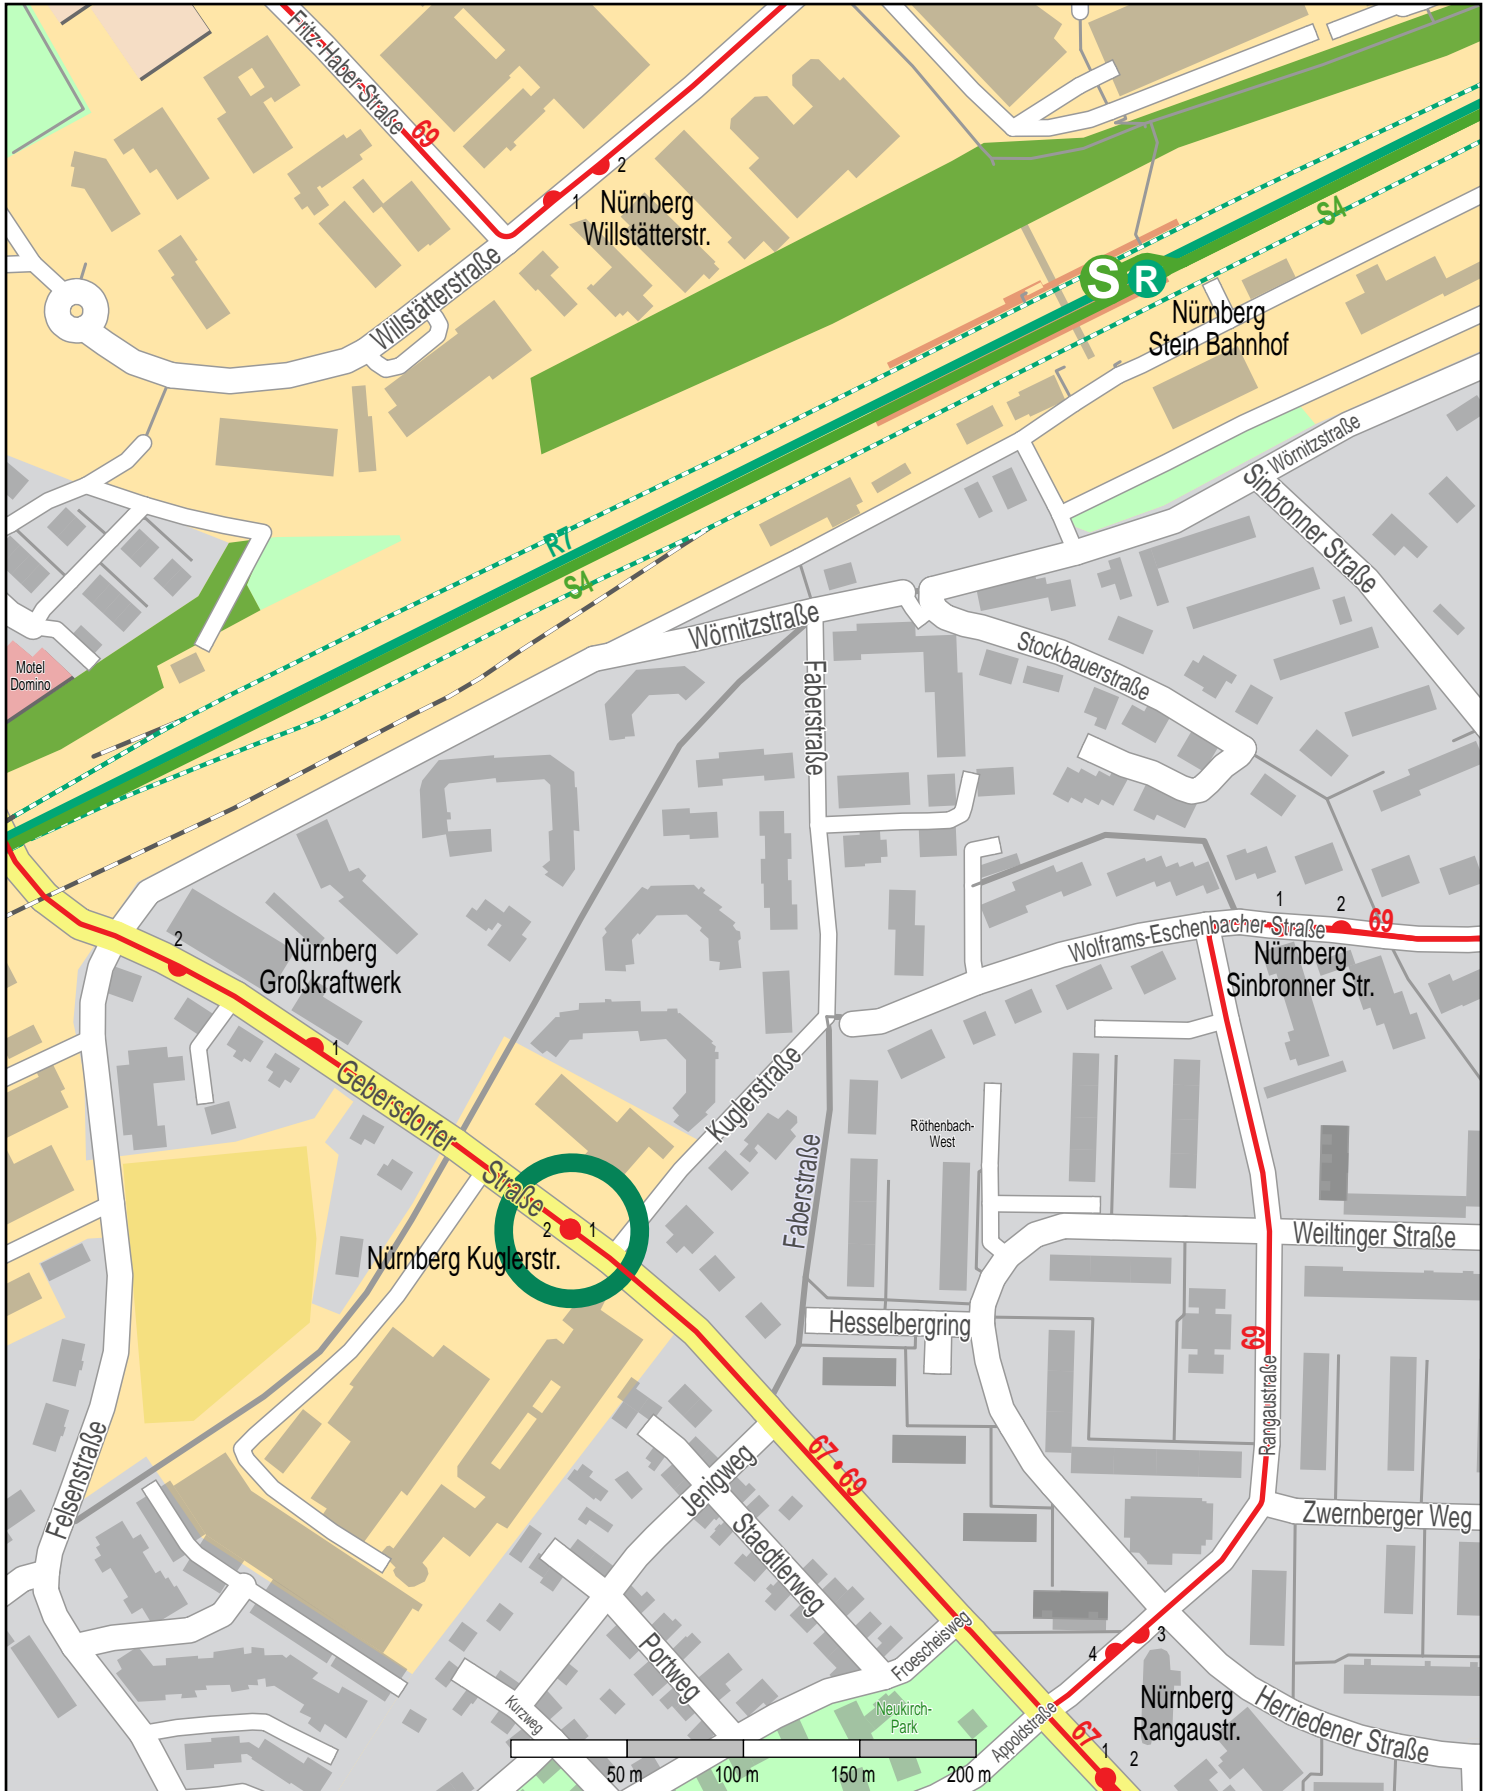 Fritz-Haber-Straße
69
2
1
Nürnberg
Willstätterstr.
Willstätterstraße
S4
S R
Nürnberg
Stein Bahnhof
Wörnitzstraße
Sinbronner Straße
R7
S4
Wörnitzstraße
Stockbauerstraße
Motel
Domino
Faberstraße
1
2
69
Wolframs-Eschenbacher Straße
Nürnberg
Sinbronner Str.
2
Nürnberg
Großkraftwerk
1
Gebersdorfer Straße
Kuglerstraße
Röthenbach-
West
Faberstraße
2
1
Nürnberg Kuglerstr.
Weiltinger Straße
Hesselbergring
69
Rangaustraße
Felsenstraße
67 • 69
Jenigweg
Staedtlerweg
Zwernberger Weg
Portweg
Froescheisweg
4
3
Kurzweg
Neukirch-
Park
Nürnberg
Rangaustr.
Herriedener Straße
Appoldstraße
67
1
2
50 m
100 m
150 m
200 m